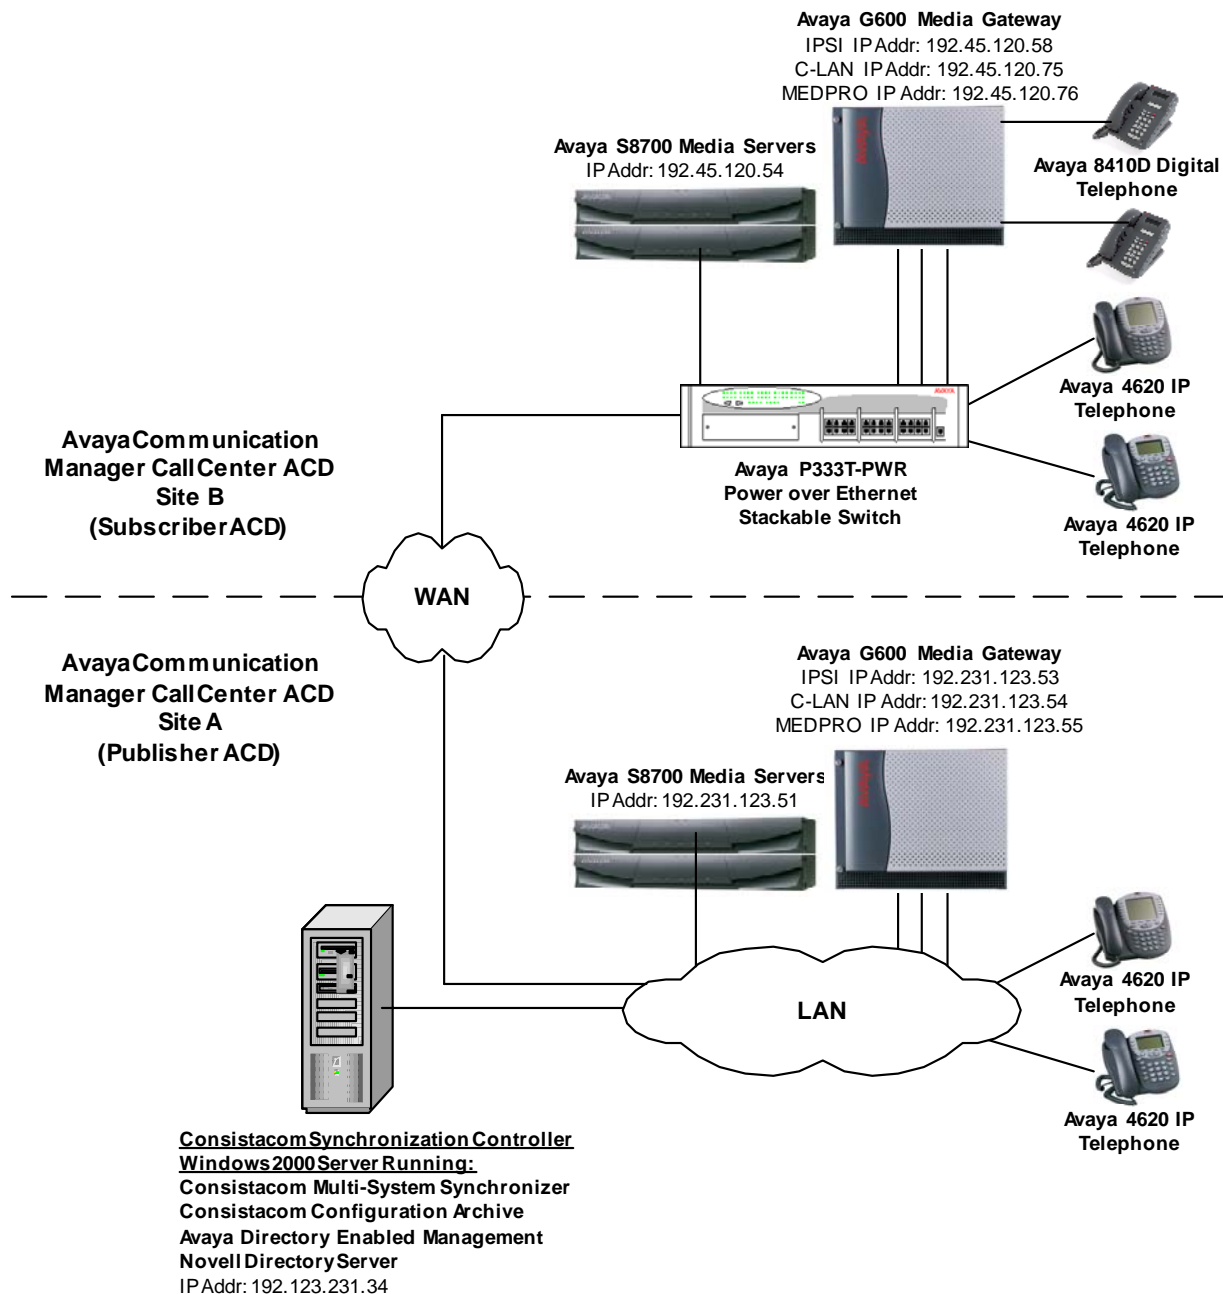 Avaya G600 Media Gateway
IPSI IP Addr: 192.45.120.58
C-LAN IP Addr: 192.45.120.75
MEDPRO IP Addr: 192.45.120.76
Avaya S8700 Media Servers
IP Addr: 192.45.120.54
Avaya 8410D Digital
Telephone
Avaya 4620 IP
Telephone
AVAYA
Avaya Communication
Manager Call Center ACD
Site B
(Subscriber ACD)
Avaya P333T-PWR
Power over Ethernet
Stackable Switch
Avaya 4620 IP
Telephone
WAN
Avaya Communication
Manager Call Center ACD
Site A
(Publisher ACD)
Avaya G600 Media Gateway
IPSI IP Addr: 192.231.123.53
C-LAN IP Addr: 192.231.123.54
MEDPRO IP Addr: 192.231.123.55
Avaya S8700 Media Servers
IP Addr: 192.231.123.51
Avaya 4620 IP
Telephone
LAN
Avaya 4620 IP
Telephone
Consistacom Synchronization Controller
Windows 2000 Server Running:
Consistacom Multi-System Synchronizer
Consistacom Configuration Archive
Avaya Directory Enabled Management
Novell Directory Server
IP Addr: 192.123.231.34